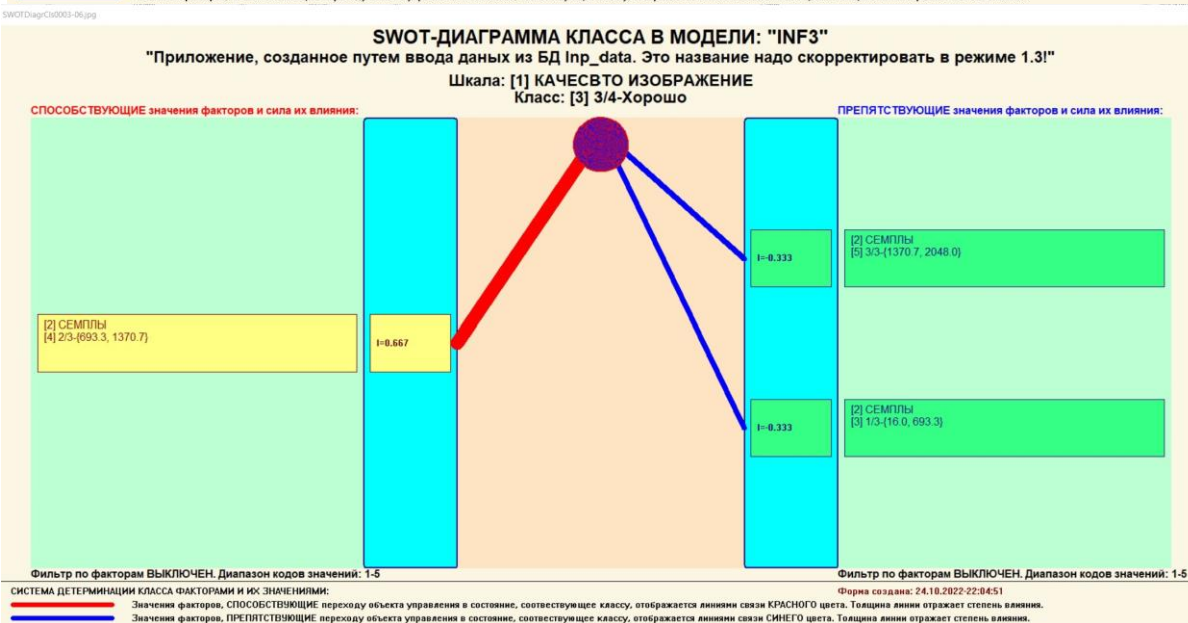 SWOTDiagrCls0003-06.jpg
SWOT-ДИАГРАММА КЛАССА В МОДЕЛИ: "INF3"
"Приложение, созданное путем ввода даных из БД Inp_data. Это название надо скорректировать в режиме 1.3!"
Шкала: [1] КАЧЕСВТО ИЗОБРАЖЕНИЕ
Класс: [3] 3/4-Хорошо
СПОСОБСТВУЮЩИЕ значения факторов и сила их влияния:
ПРЕПЯТСТВУЮЩИЕ значения факторов и сила их влияния:
I=-0.333
[2] СЕМПЛЫ
[5] 3/3-{1370.7, 2048.0}
[2] СЕМПЛЫ
[4] 2/3-{693.3, 1370.7}
I=0.667
I=-0.333
[2] СЕМПЛЫ
[3] 1/3-{16.0, 693.3}
Фильтр по факторам ВЫКЛЮЧЕН. Диапазон кодов значений: 1-5
Фильтр по факторам ВЫКЛЮЧЕН. Диапазон кодов значений: 1-5
СИСТЕМА ДЕТЕРМИНАЦИИ КЛАССА ФАКТОРАМИ И ИХ ЗНАЧЕНИЯМИ:
Форма создана: 24.10.2022-22:04:51
Значения факторов, СПОСОБСТВУЮЩИЕ переходу объекта управления в состояние, соотвествующее классу, отображается линиями связи КРАСНОГО цвета. Толщина линии отражает степень влияния.
Значения факторов, ПРЕПЯТСТВУЮЩИЕ переходу объекта управления в состояние, соотвествующее классу, отображается линиями связи СИНЕГО цвета. Толщина линии отражает степень влияния.